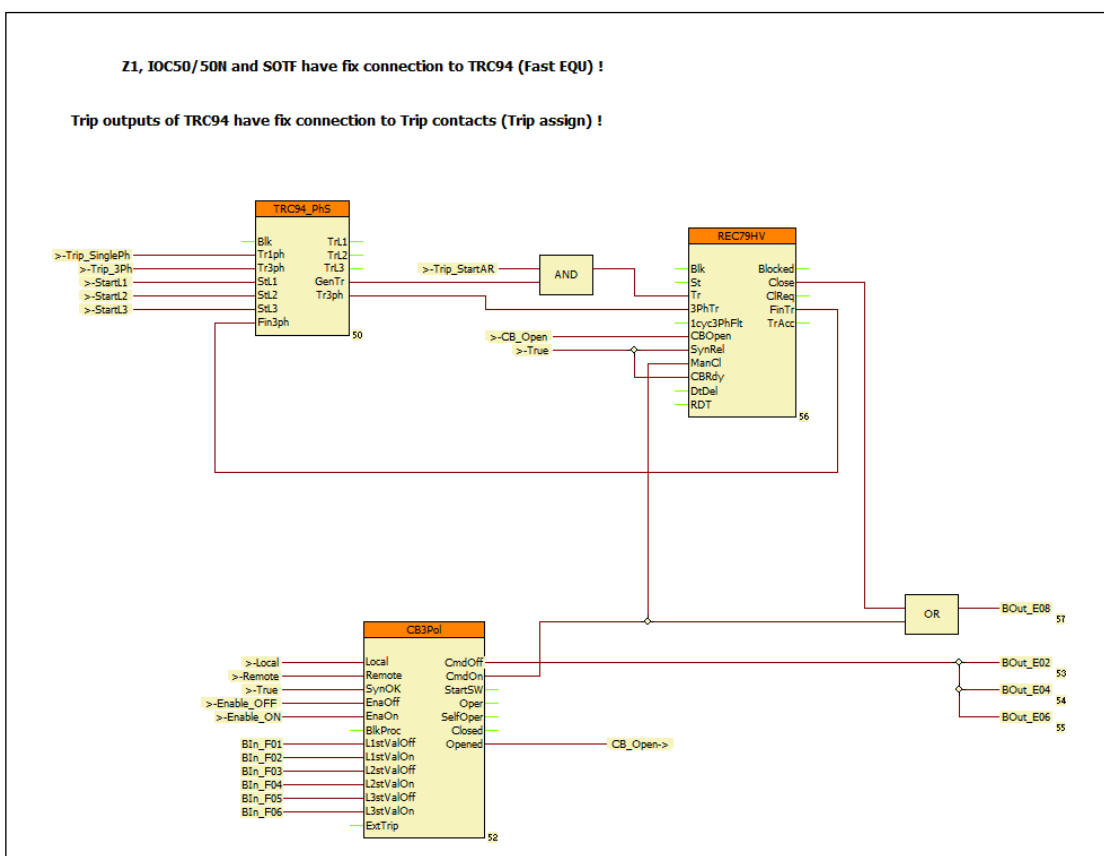 Z1, IOC50/50N and SOTF have fix connection to TRC94 (Fast EQU) !
Trip outputs of TRC94 have fix connection to Trip contacts (Trip assign) !
TRC94_PhS
Blk TrL1
>-Trip_SinglePh Tr1ph TrL2
>-Trip_3Ph Tr3ph TrL3
>-StartL1 StL1 GenTr
>-StartL2 StL2 Tr3ph
>-StartL3 StL3
Fin3ph
50
>-Trip_StartAR
AND
REC79HV
Blk Blocked
St Close
Tr ClReq
3PhTr FinTr
1cyc3PhFlt TrAcc
>-CB_Open CBOpen
>-True SynRel
ManCl
CBRdy
DtDel
RDT
56
OR
BOut_E08
57
CB3Pol
>-Local Local CmdOff
>-Remote Remote CmdOn
>-True SynOK StartSW
>-Enable_OFF EnaOff Oper
>-Enable_ON EnaOn SelfOper
BlkProc Closed
BIn_F01 L1stValOff Opened
BIn_F02 L1stValOn
BIn_F03 L2stValOff
BIn_F04 L2stValOn
BIn_F05 L3stValOff
BIn_F06 L3stValOn
ExtTrip
52
CB_Open->
BOut_E02
53
BOut_E04
54
BOut_E06
55